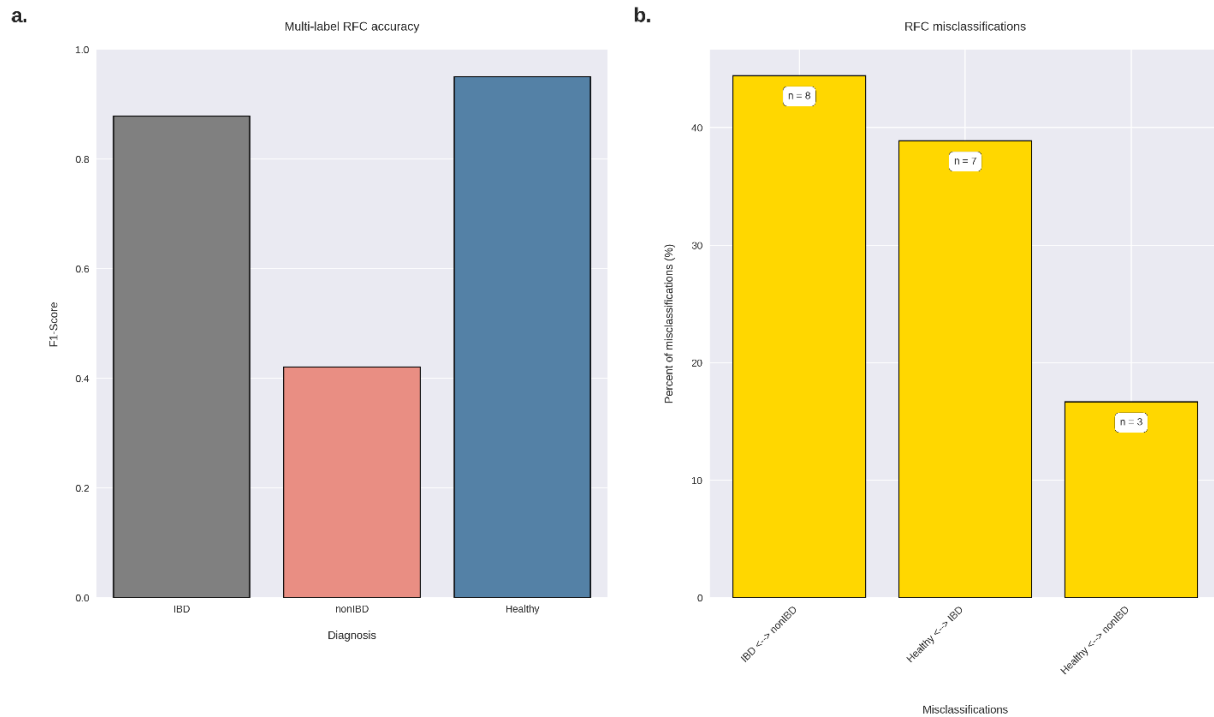 a.
Multi-label RFC accuracy
1.0
0.8
0.6
0.4
0.2
0.0
F1-Score
IBD
nonIBD
Healthy
Diagnosis
b.
RFC misclassifications
40
30
20
10
0
Percent of misclassifications (%)
n = 8
n = 7
n = 3
IBD <--> nonIBD
Healthy <--> IBD
Healthy <--> nonIBD
Misclassifications